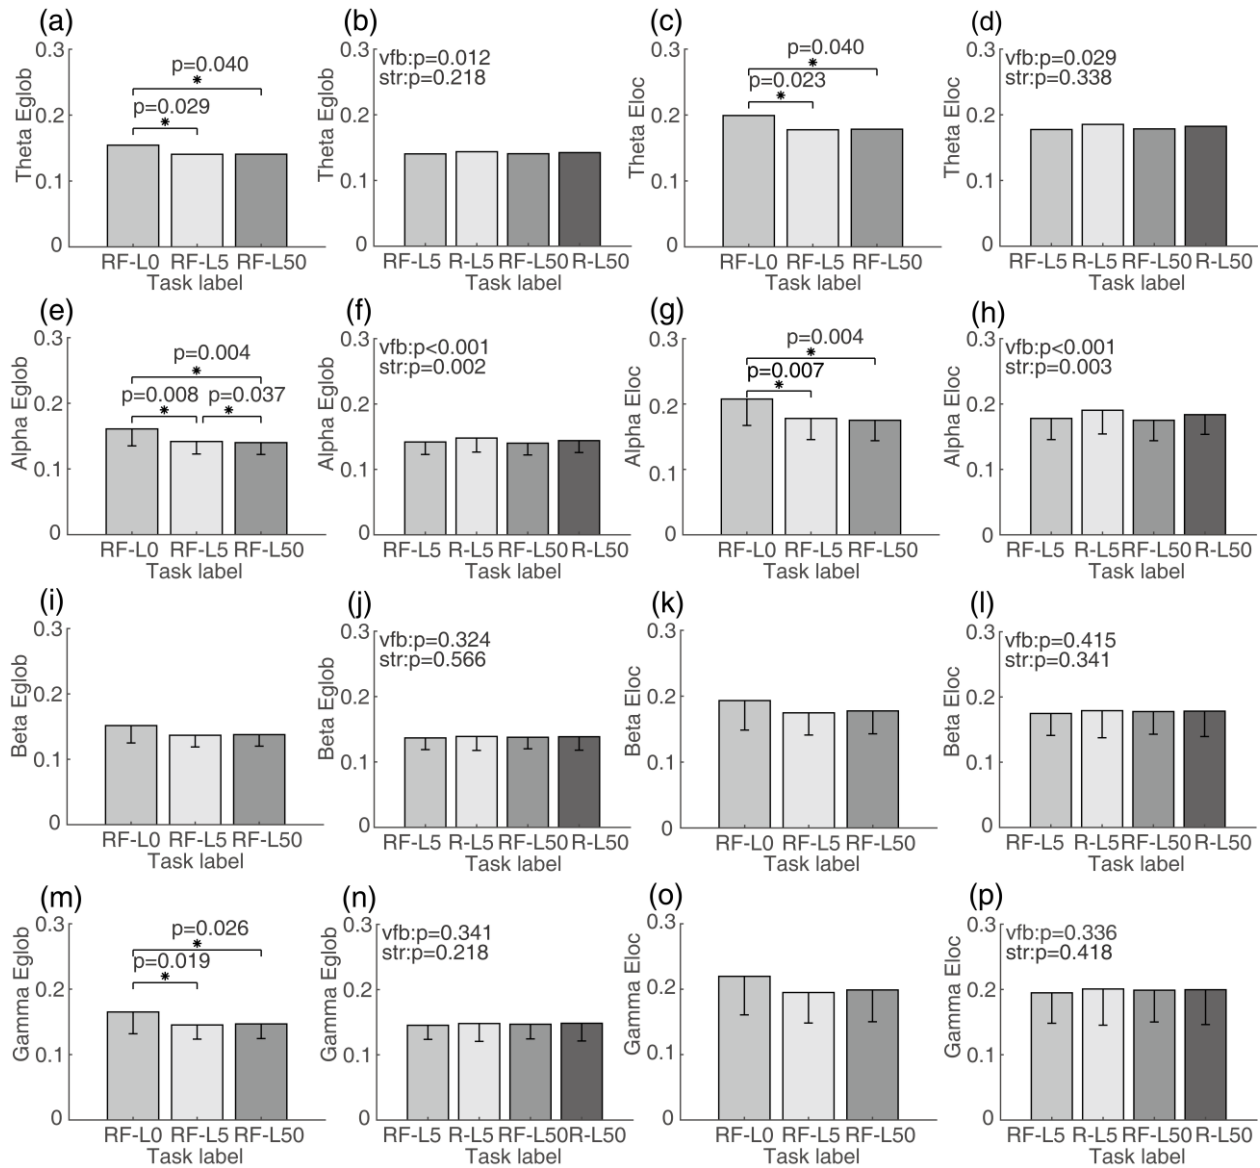 (a)
0.3
0.2
0.1
0
Theta Eglob
p=0.040
*
p=0.029
*
RF-L0 RF-L5 RF-L50
Task label
(b)
0.3
0.2
0.1
0
Theta Eglob
vfb:p=0.012
str:p=0.218
RF-L5 R-L5 RF-L50 R-L50
Task label
(c)
0.3
0.2
0.1
0
Theta Eloc
p=0.040
*
p=0.023
*
RF-L0 RF-L5 RF-L50
Task label
(d)
0.3
0.2
0.1
0
Theta Eloc
vfb:p=0.029
str:p=0.338
RF-L5 R-L5 RF-L50 R-L50
Task label
(e)
0.3
0.2
0.1
0
Alpha Eglob
p=0.004
*
p=0.008 p=0.037
* *
RF-L0 RF-L5 RF-L50
Task label
(f)
0.3
0.2
0.1
0
Alpha Eglob
vfb:p<0.001
str:p=0.002
RF-L5 R-L5 RF-L50 R-L50
Task label
(g)
0.3
0.2
0.1
0
Alpha Eloc
p=0.004
*
p=0.007
*
RF-L0 RF-L5 RF-L50
Task label
(h)
0.3
0.2
0.1
0
Alpha Eloc
vfb:p<0.001
str:p=0.003
RF-L5 R-L5 RF-L50 R-L50
Task label
(i)
0.3
0.2
0.1
0
Beta Eglob
RF-L0 RF-L5 RF-L50
Task label
(j)
0.3
0.2
0.1
0
Beta Eglob
vfb:p=0.324
str:p=0.566
RF-L5 R-L5 RF-L50 R-L50
Task label
(k)
0.3
0.2
0.1
0
Beta Eloc
RF-L0 RF-L5 RF-L50
Task label
(l)
0.3
0.2
0.1
0
Beta Eloc
vfb:p=0.415
str:p=0.341
RF-L5 R-L5 RF-L50 R-L50
Task label
(m)
0.3
0.2
0.1
0
Gamma Eglob
p=0.026
*
p=0.019
*
RF-L0 RF-L5 RF-L50
Task label
(n)
0.3
0.2
0.1
0
Gamma Eglob
vfb:p=0.341
str:p=0.218
RF-L5 R-L5 RF-L50 R-L50
Task label
(o)
0.3
0.2
0.1
0
Gamma Eloc
RF-L0 RF-L5 RF-L50
Task label
(p)
0.3
0.2
0.1
0
Gamma Eloc
vfb:p=0.336
str:p=0.418
RF-L5 R-L5 RF-L50 R-L50
Task label